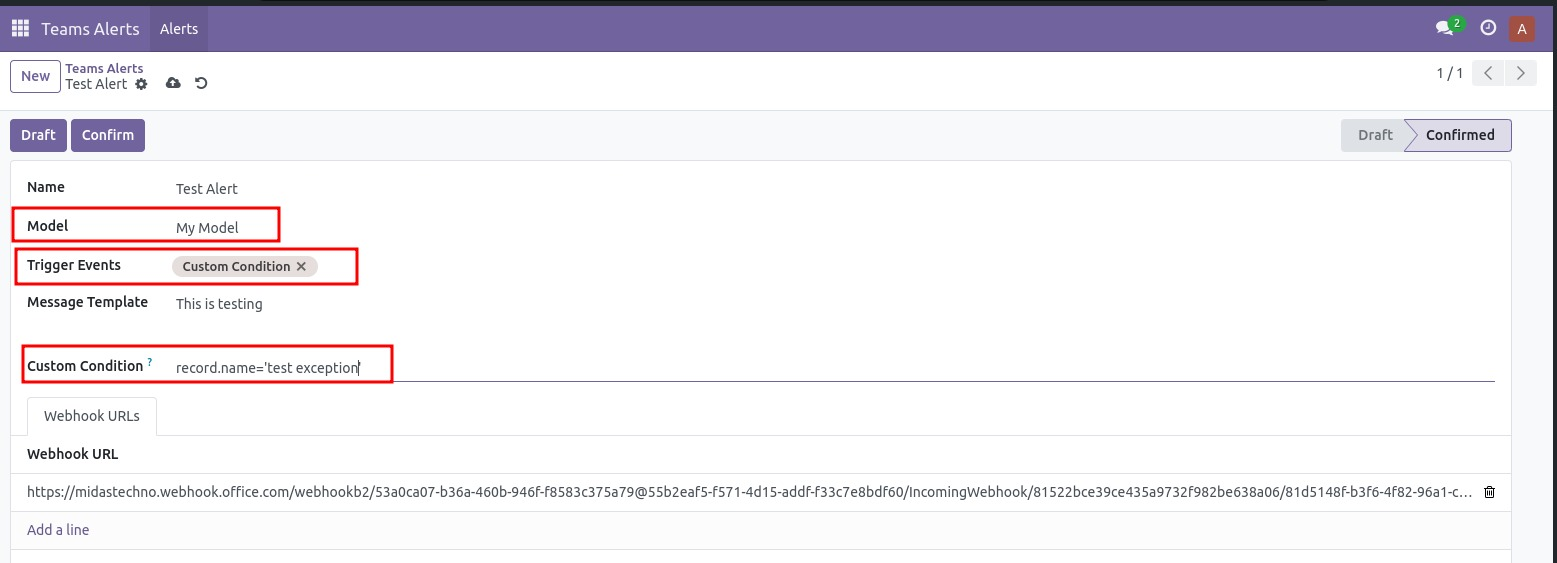 Teams Alerts Alerts 2 A
New Teams Alerts
Test Alert 1 / 1
Draft Confirm Draft Confirmed
Name Test Alert
Model My Model
Trigger Events Custom Condition ×
Message Template This is testing
Custom Condition ? record.name='test exception'
Webhook URLs
Webhook URL
https://midastechno.webhook.office.com/webhookb2/53a0ca07-b36a-460b-946f-f8583c375a79@55b2eaf5-f571-4d15-addf-f33c7e8bdf60/IncomingWebhook/81522bce39ce435a9732f982be638a06/81d5148f-b3f6-4f82-96a1-c...
Add a line